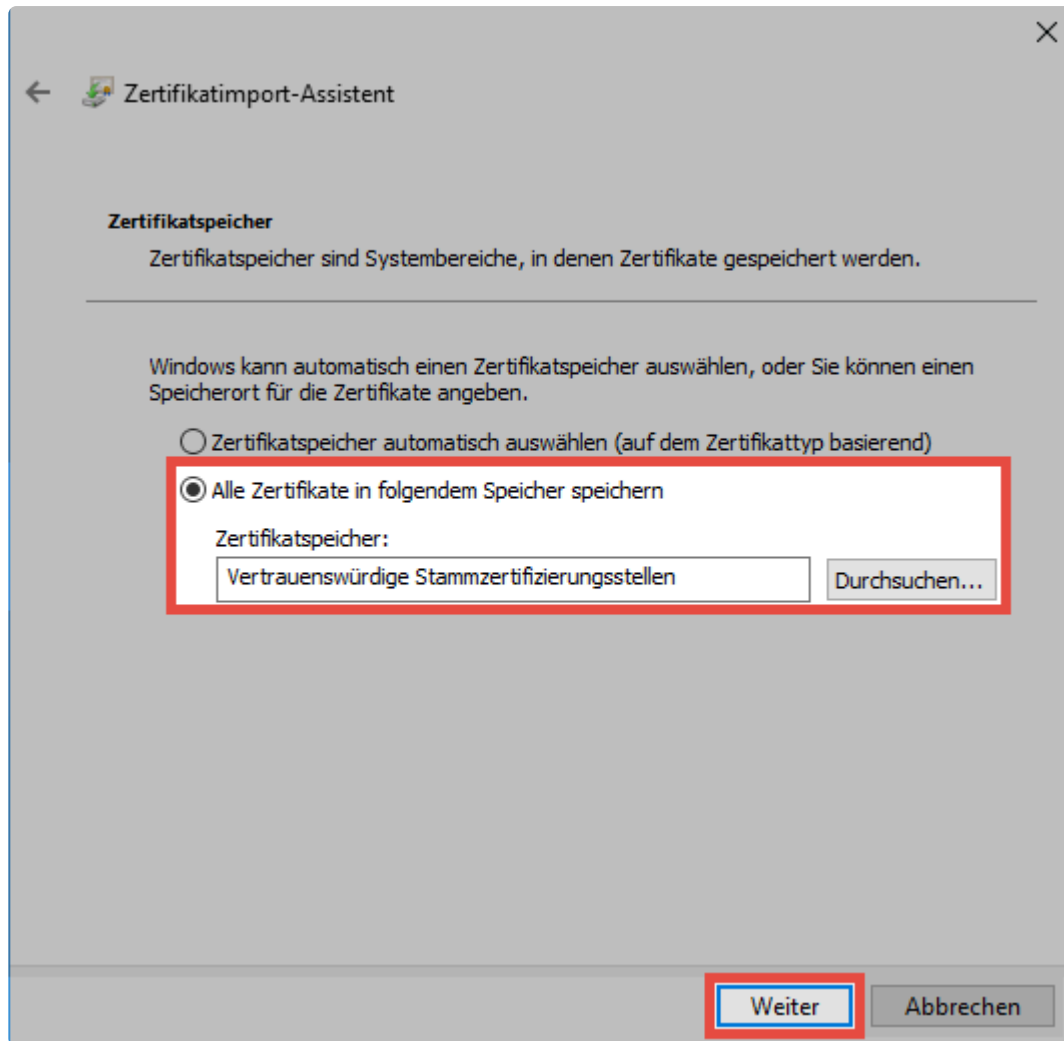 Zertifikatimport-Assistent
Zertifikatspeicher
Zertifikatspeicher sind Systembereiche, in denen Zertifikate gespeichert werden.
Windows kann automatisch einen Zertifikatspeicher auswählen, oder Sie können einen
Speicherort für die Zertifikate angeben.
Zertifikatspeicher automatisch auswählen (auf dem Zertifikattyp basierend)
Alle Zertifikate in folgendem Speicher speichern
Zertifikatspeicher:
Vertrauenswürdige Stammzertifizierungsstellen
Durchsuchen...
Weiter
Abbrechen